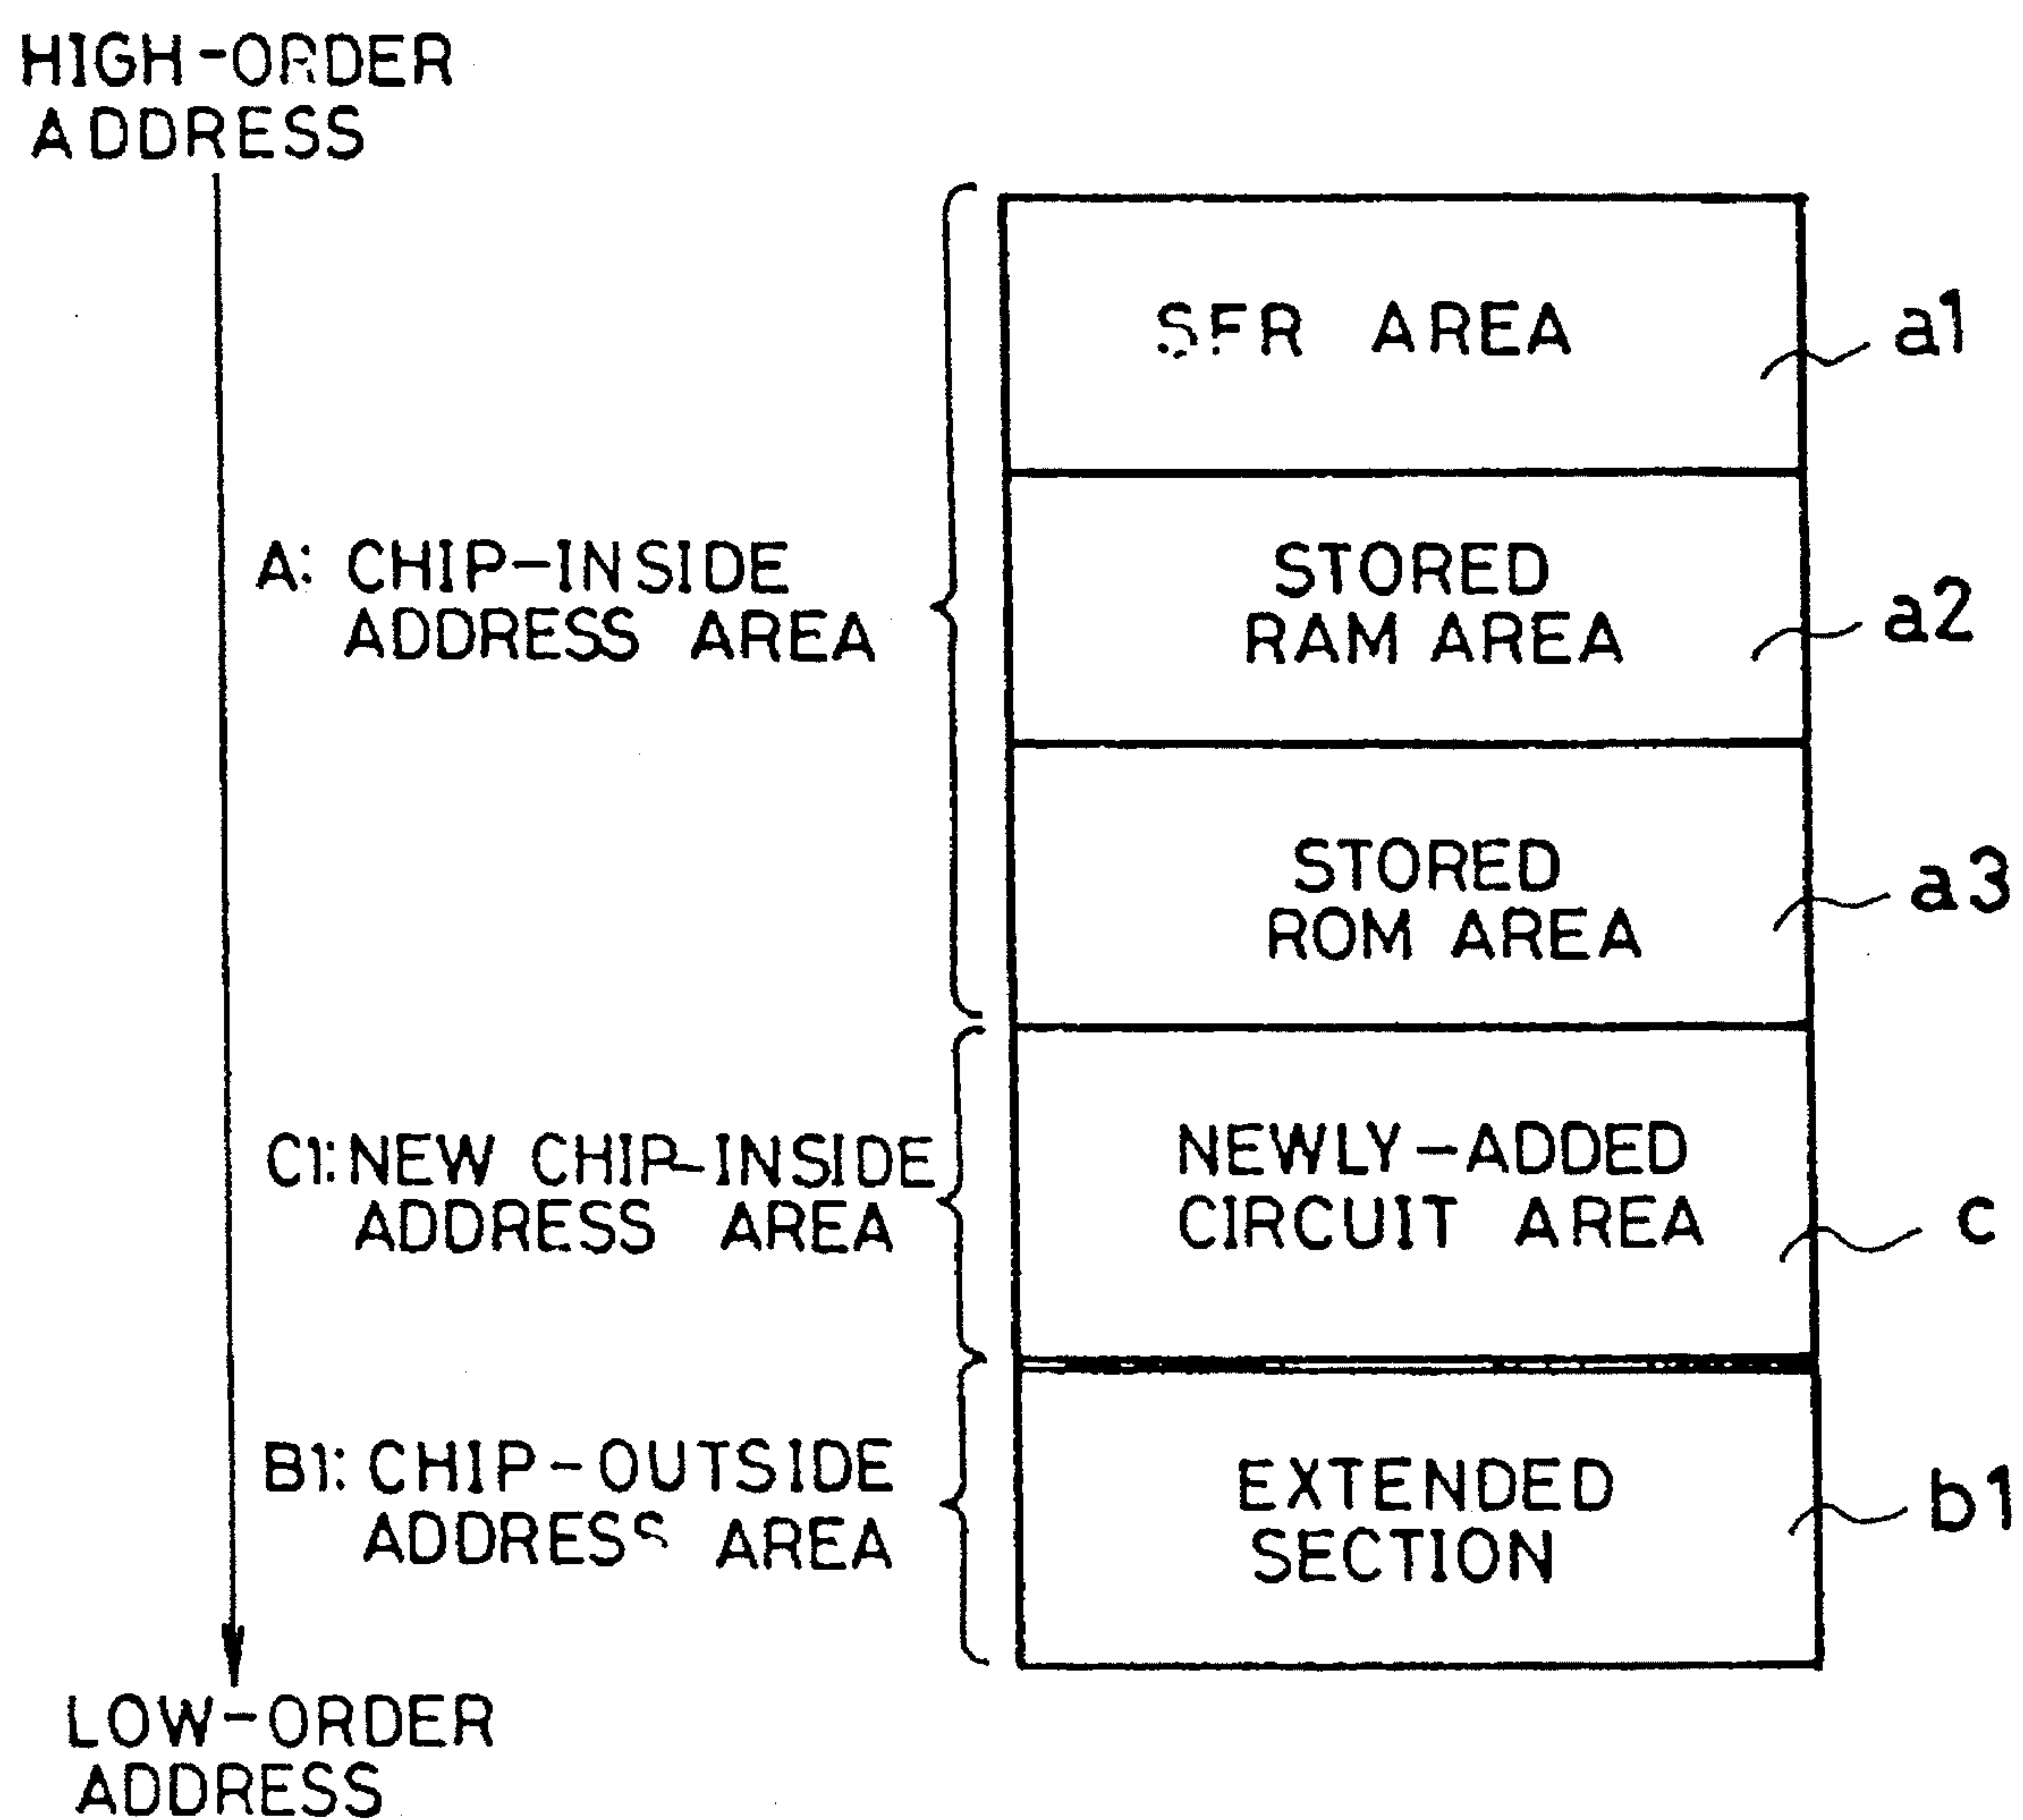 HIGH-ORDER
ADDRESS
SFR AREA
a1
A: CHIP-INSIDE
ADDRESS AREA
STORED
RAM AREA
a2
STORED
ROM AREA
a3
C1: NEW CHIP-INSIDE
ADDRESS AREA
NEWLY-ADDED
CIRCUIT AREA
c
B1: CHIP-OUTSIDE
ADDRESS AREA
EXTENDED
SECTION
b1
LOW-ORDER
ADDRESS